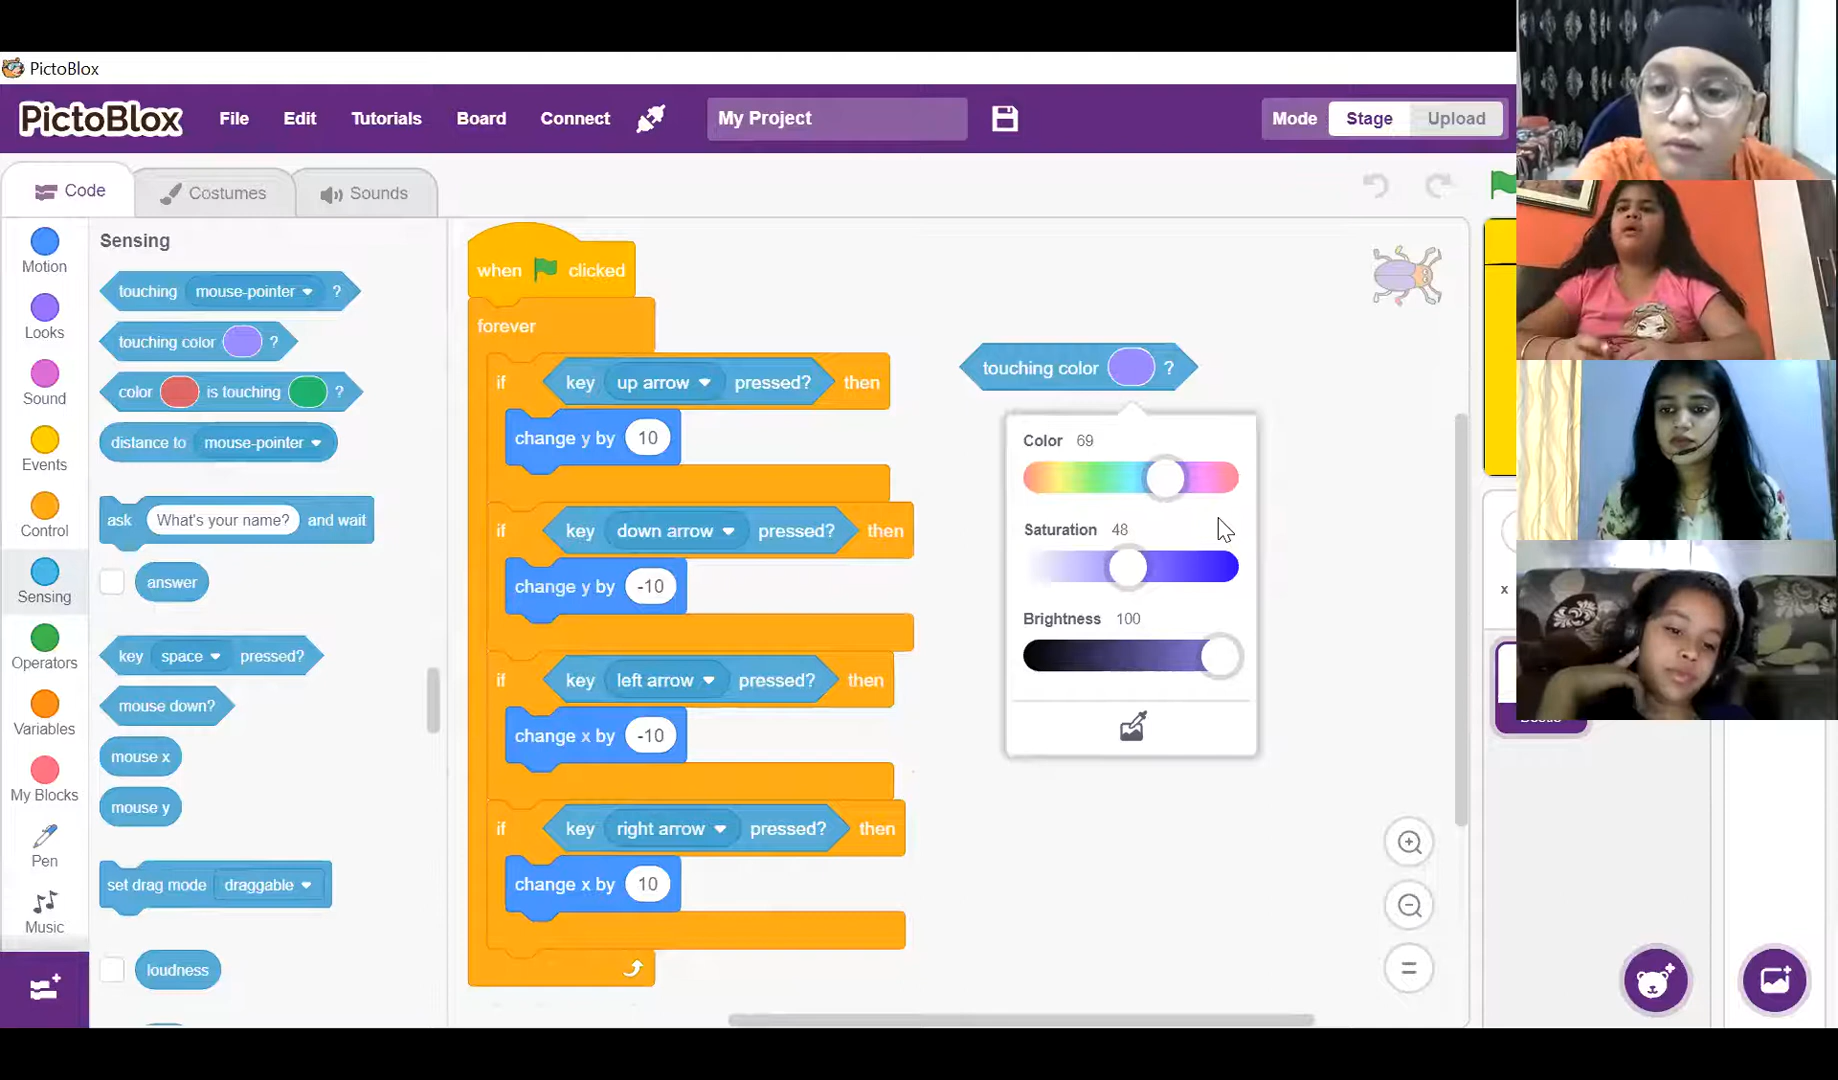 PictoBlox
PictoBlox File Edit Tutorials Board Connect My Project Mode Stage Upload
Code Costumes Sounds
Motion
Looks
Sound
Events
Control
Sensing
Operators
Variables
My Blocks
Pen
Music
Sensing
touching mouse-pointer ?
touching color ?
color is touching ?
distance to mouse-pointer
ask What's your name? and wait
answer
key space pressed?
mouse down?
mouse x
mouse y
set drag mode draggable
loudness
when clicked
forever
if key up arrow pressed? then
change y by 10
if key down arrow pressed? then
change y by -10
if key left arrow pressed? then
change x by -10
if key right arrow pressed? then
change x by 10
touching color ?
Color 69
Saturation 48
Brightness 100
x